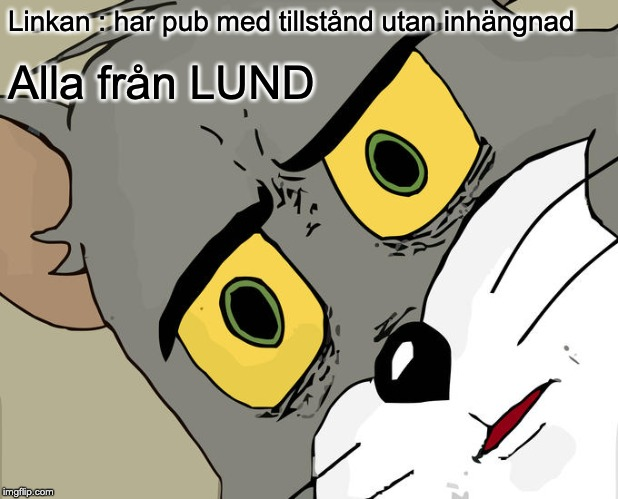 Linkan : har pub med tillstånd utan inhängnad
Alla från LUND
imgflip.com